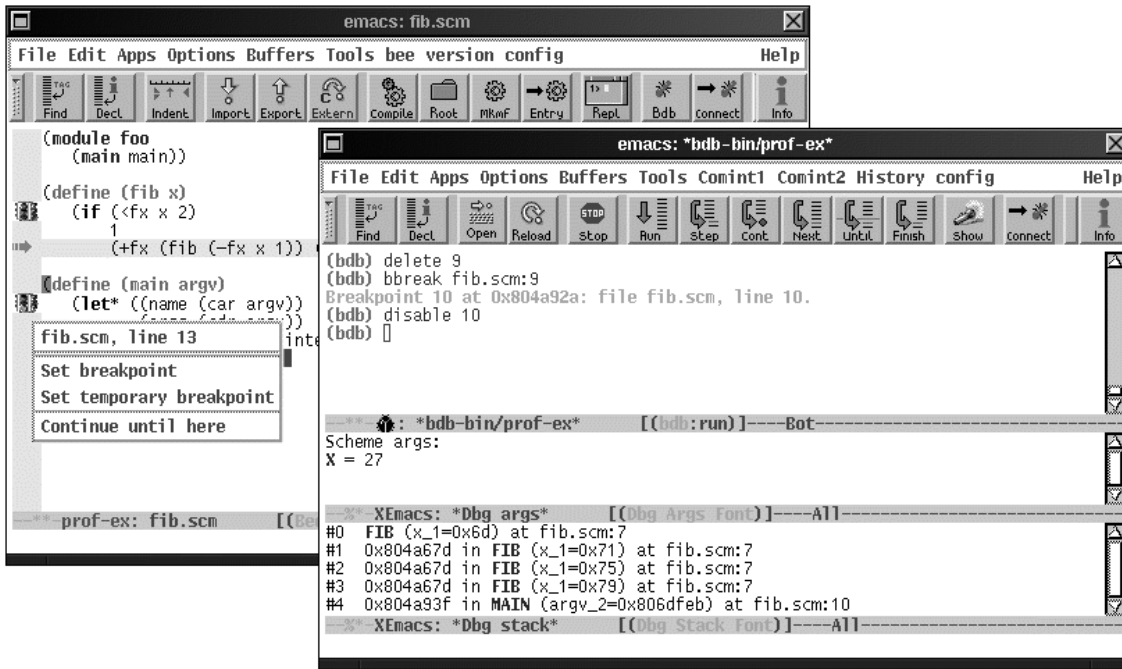 emacs: fib.scm
File Edit Apps Options Buffers Tools bee version config Help
TAG
Find Decl Indent Import Export Extern Compile Root MKmF Entry Repl Bdb Connect Info
(module foo
(main main))
(define (fib x)
(if (<fx x 2)
1
(+fx (fib (-fx x 1))
(define (main argv)
(let* ((name (car argv))
fib.scm, line 13
Set breakpoint
Set temporary breakpoint
Continue until here
--**-prof-ex: fib.scm [(Bee
emacs: *bdb-bin/prof-ex*
File Edit Apps Options Buffers Tools Comint1 Comint2 History config Help
TAG STOP
Find Decl Open Reload Stop Run Step Cont Next Until Finish Show Connect Info
(bdb) delete 9
(bdb) bbreak fib.scm:9
Breakpoint 10 at 0x804a92a: file fib.scm, line 10.
(bdb) disable 10
(bdb)
--**-: *bdb-bin/prof-ex* [(bdb:run)]----Bot----
Scheme args:
X = 27
--%*-XEmacs: *Dbg args* [(Dbg Args Font)]----All----
#0 FIB (x_1=0x6d) at fib.scm:7
#1 0x804a67d in FIB (x_1=0x71) at fib.scm:7
#2 0x804a67d in FIB (x_1=0x75) at fib.scm:7
#3 0x804a67d in FIB (x_1=0x79) at fib.scm:7
#4 0x804a93f in MAIN (argv_2=0x806dfeb) at fib.scm:10
--%*-XEmacs: *Dbg stack* [(Dbg Stack Font)]----All----